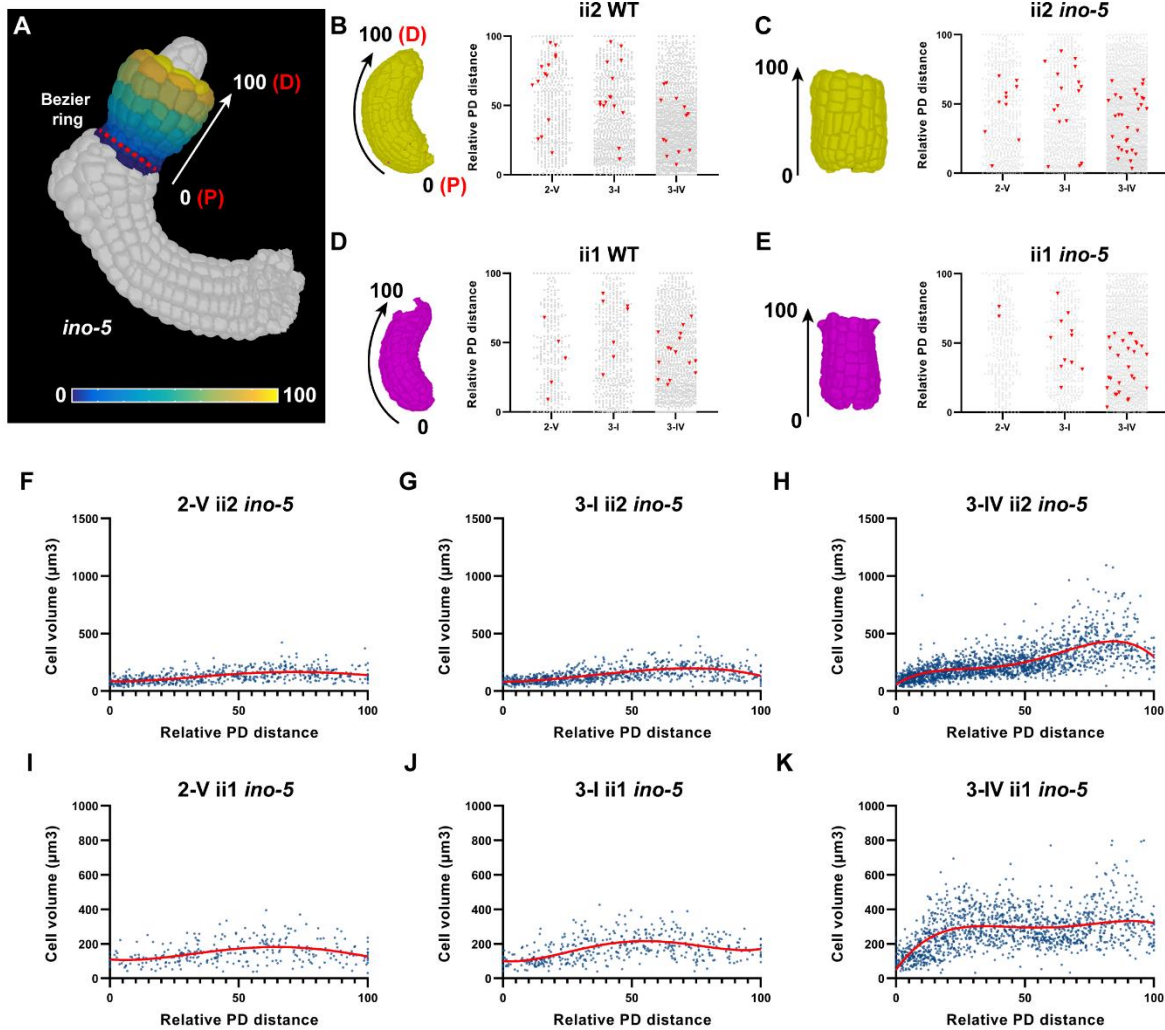 A
Bezier
ring
100 (D)
0 (P)
ino-5
0 100
B
ii2 WT
100 (D)
0 (P)
Relative PD distance
100
50
0
2-V 3-I 3-IV
C
ii2 ino-5
100
0
Relative PD distance
100
50
0
2-V 3-I 3-IV
D
ii1 WT
100
0
Relative PD distance
100
50
0
2-V 3-I 3-IV
E
ii1 ino-5
100
0
Relative PD distance
100
50
0
2-V 3-I 3-IV
F
2-V ii2 ino-5
Cell volume (μm3)
1500
1000
500
0
0 50 100
Relative PD distance
G
3-I ii2 ino-5
Cell volume (μm3)
1500
1000
500
0
0 50 100
Relative PD distance
H
3-IV ii2 ino-5
Cell volume (μm3)
1500
1000
500
0
0 50 100
Relative PD distance
I
2-V ii1 ino-5
Cell volume (μm3)
1000
800
600
400
200
0
0 50 100
Relative PD distance
J
3-I ii1 ino-5
Cell volume (μm3)
1000
800
600
400
200
0
0 50 100
Relative PD distance
K
3-IV ii1 ino-5
Cell volume (μm3)
1000
800
600
400
200
0
0 50 100
Relative PD distance